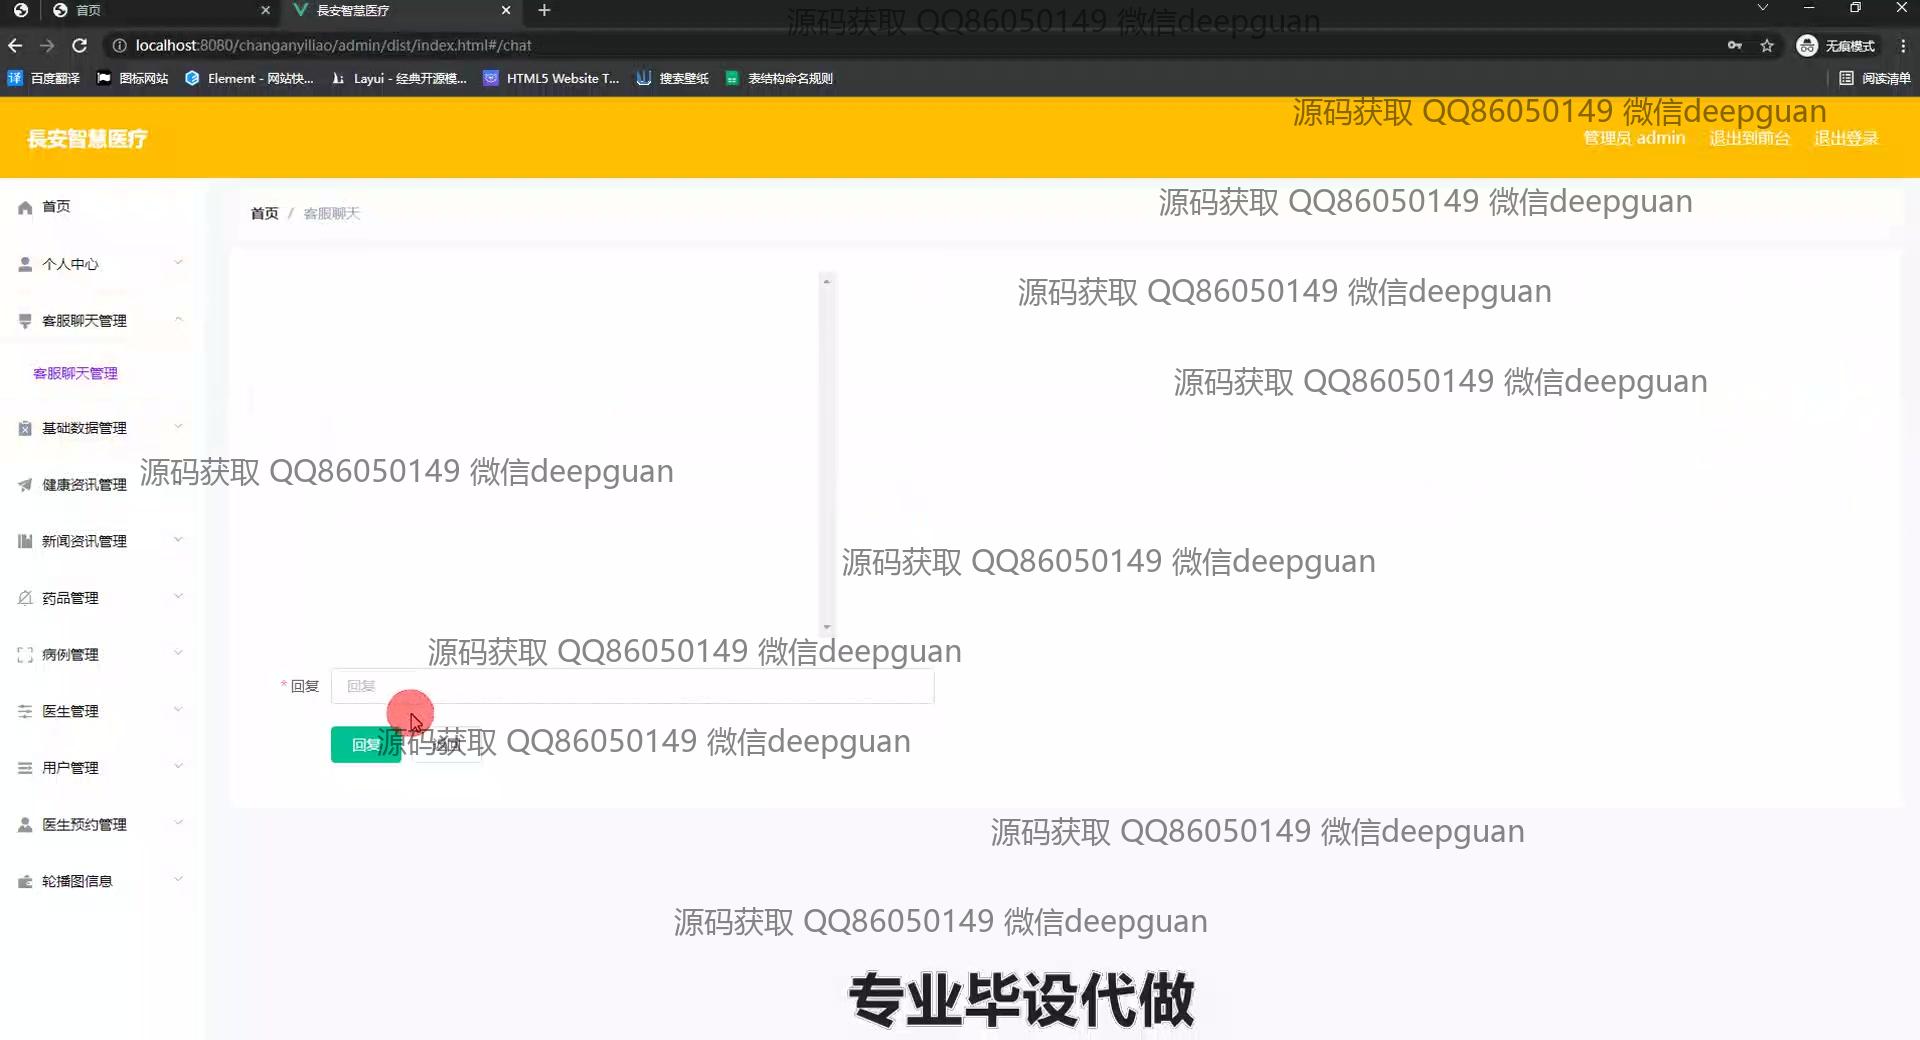 首页
長安智慧医疗
源码获取 QQ86050149 微信deepguan
localhost:8080/changanyiliao/admin/dist/index.html#/chat
无痕模式
百度翻译
图标网站
Element - 网站快...
Layui - 经典开源模...
HTML5 Website T...
搜索壁纸
表结构命名规则
阅读清单
源码获取 QQ86050149 微信deepguan
長安智慧医疗
管理员 admin
退出到前台
退出登录
首页
源码获取 QQ86050149 微信deepguan
首页 / 客服聊天
个人中心
源码获取 QQ86050149 微信deepguan
客服聊天管理
客服聊天管理
源码获取 QQ86050149 微信deepguan
基础数据管理
源码获取 QQ86050149 微信deepguan
健康资讯管理
新闻资讯管理
源码获取 QQ86050149 微信deepguan
药品管理
病例管理
源码获取 QQ86050149 微信deepguan
* 回复
回复
医生管理
回复
返回
源码获取 QQ86050149 微信deepguan
用户管理
医生预约管理
源码获取 QQ86050149 微信deepguan
轮播图信息
源码获取 QQ86050149 微信deepguan
专业毕设代做